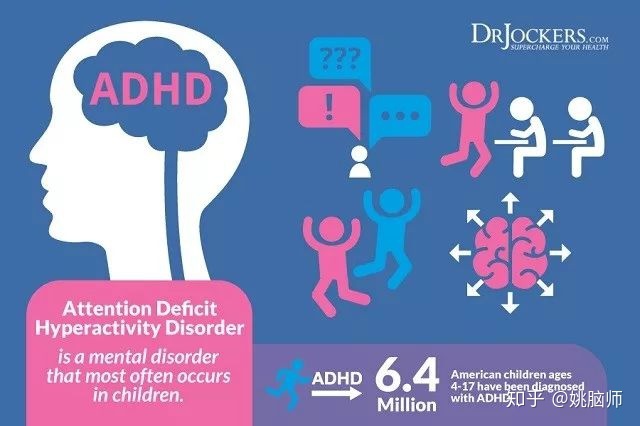 DRJOCKERS.COM
SUPERCHARGE YOUR HEALTH
ADHD
???
!
...
Attention Deficit
Hyperactivity Disorder
is a mental disorder
that most often occurs
in children.
ADHD
6.4
Million
American children ages
4-17 have been diagnosed
with ADHD.
知乎 @姚脑师